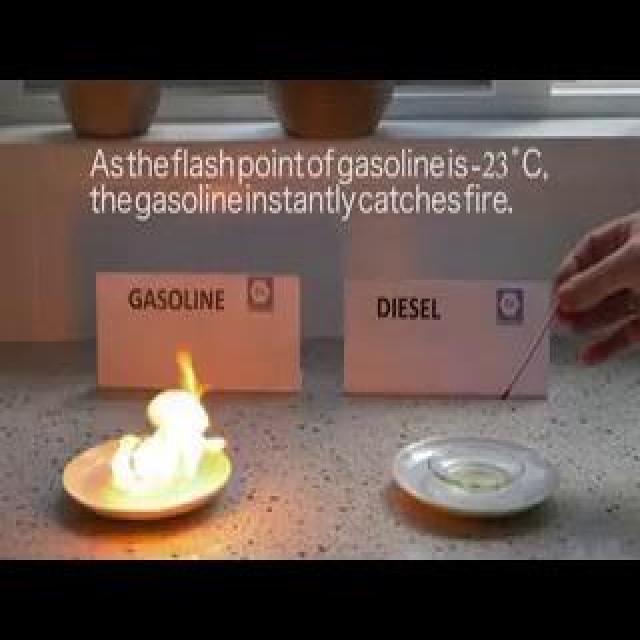 As the flash point of gasoline is -23°C,
the gasoline instantly catches fire.
GASOLINE
DIESEL